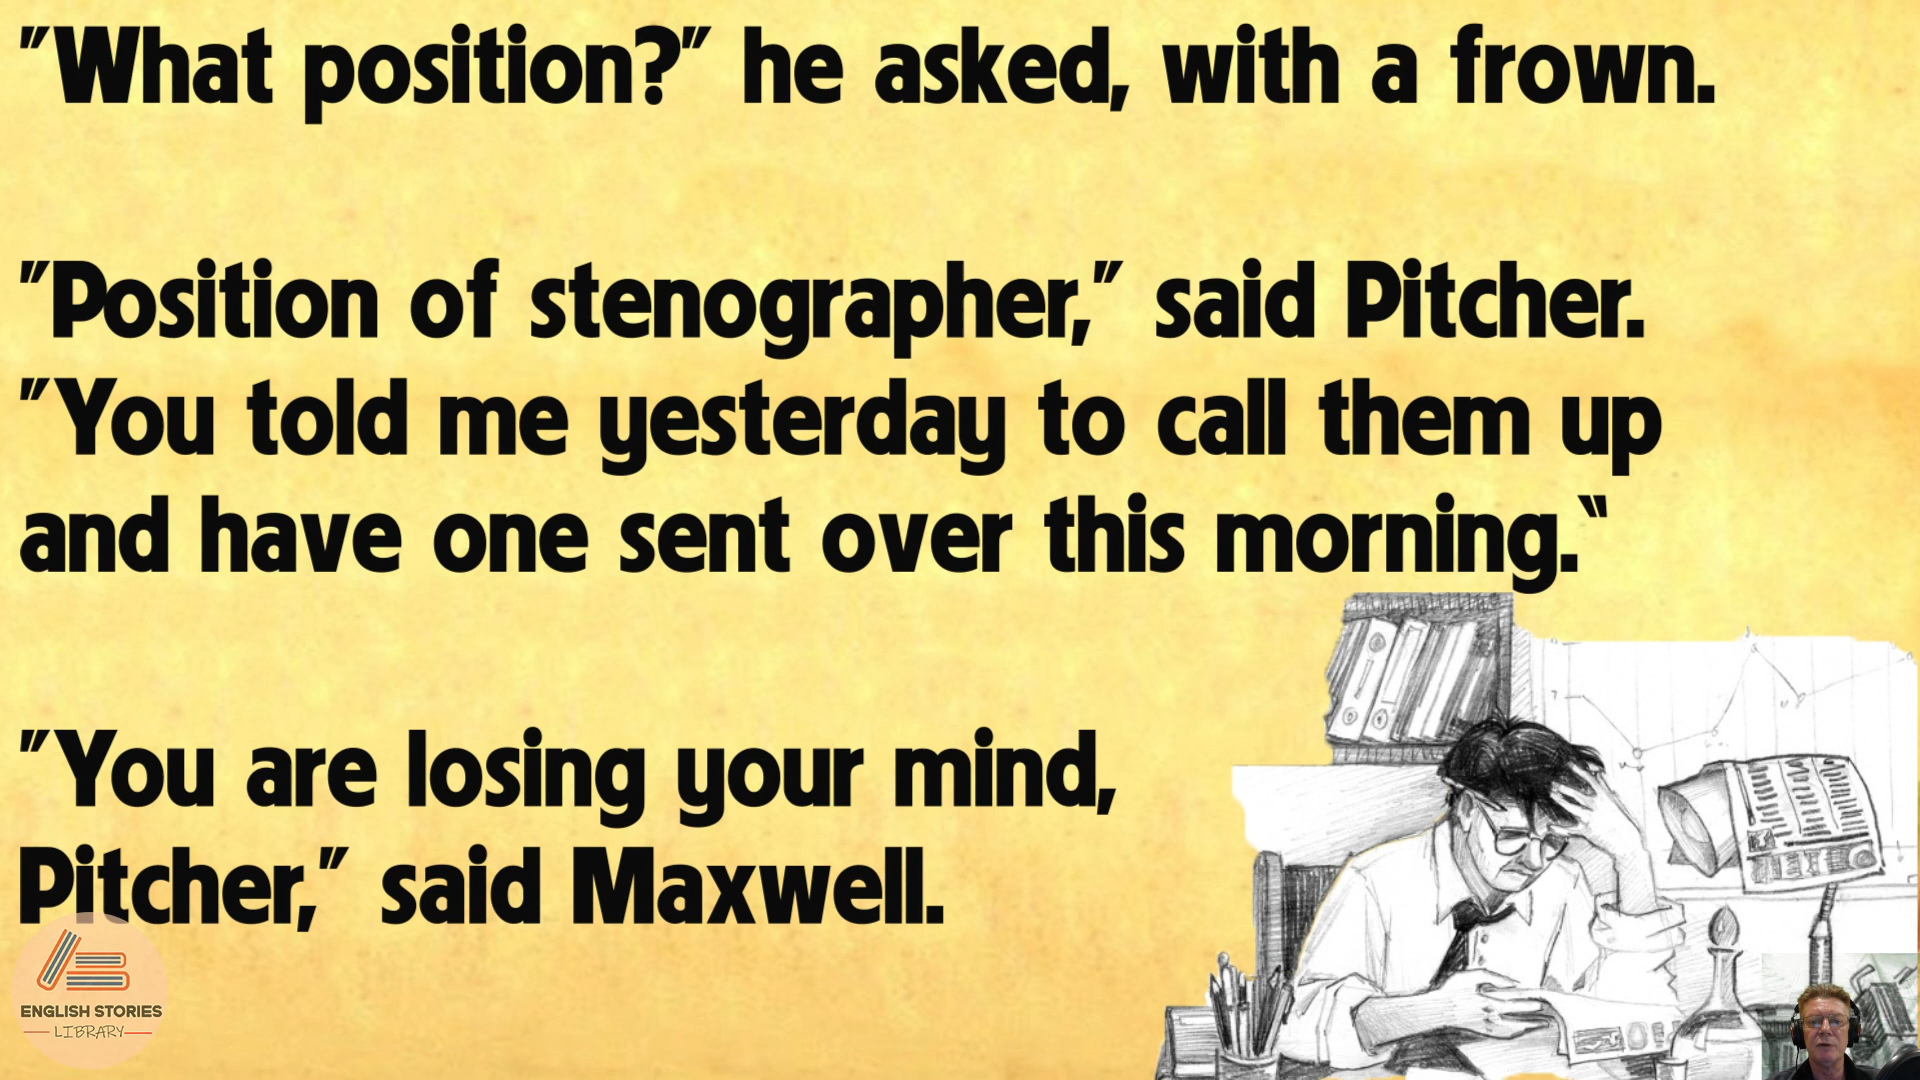 "What position?" he asked, with a frown.
"Position of stenographer," said Pitcher.
"You told me yesterday to call them up
and have one sent over this morning."
"You are losing your mind,
Pitcher," said Maxwell.
ENGLISH STORIES
LIBRARY